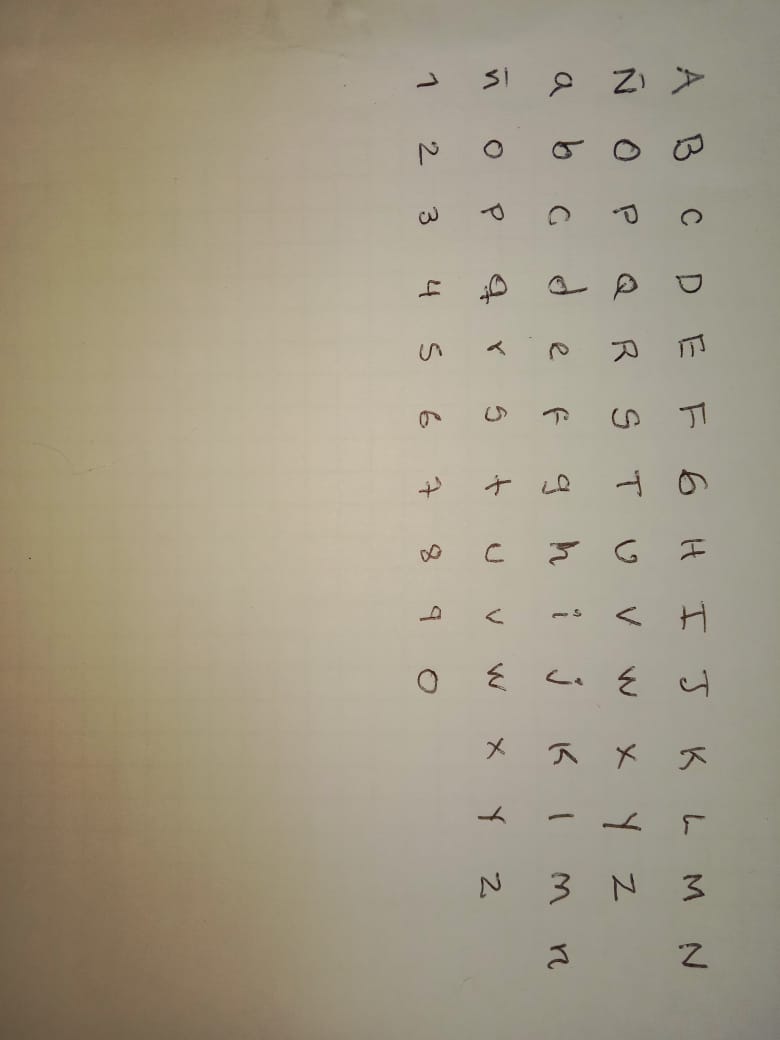 A B C D E F G H I J K L M N
Ñ O P Q R S T U V W X Y Z
a b c d e f g h i j k l m n
ñ o p q r s t u v w x y z
1 2 3 4 5 6 7 8 9 0